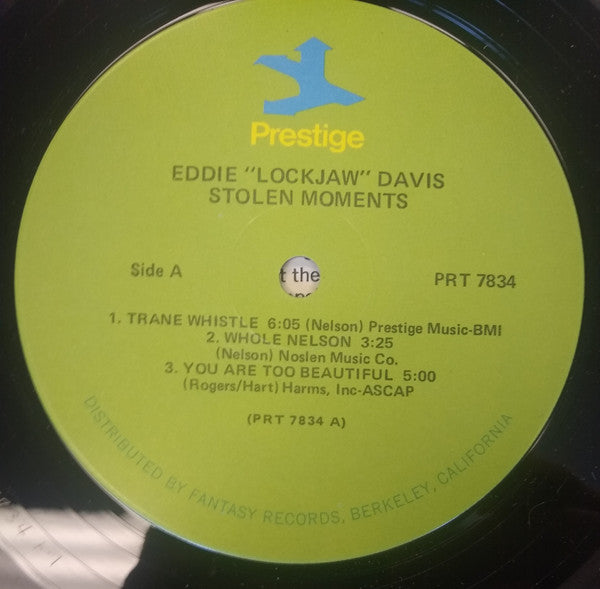 Prestige
EDDIE "LOCKJAW" DAVIS
STOLEN MOMENTS
Side A
t the
PRT 7834
1. TRANE WHISTLE 6:05 (Nelson) Prestige Music-BMI
2. WHOLE NELSON 3:25
(Nelson) Noslen Music Co.
3. YOU ARE TOO BEAUTIFUL 5:00
(Rogers/Hart) Harms, Inc-ASCAP
(PRT 7834 A)
DISTRIBUTED BY FANTASY RECORDS, BERKELEY, CALIFORNIA